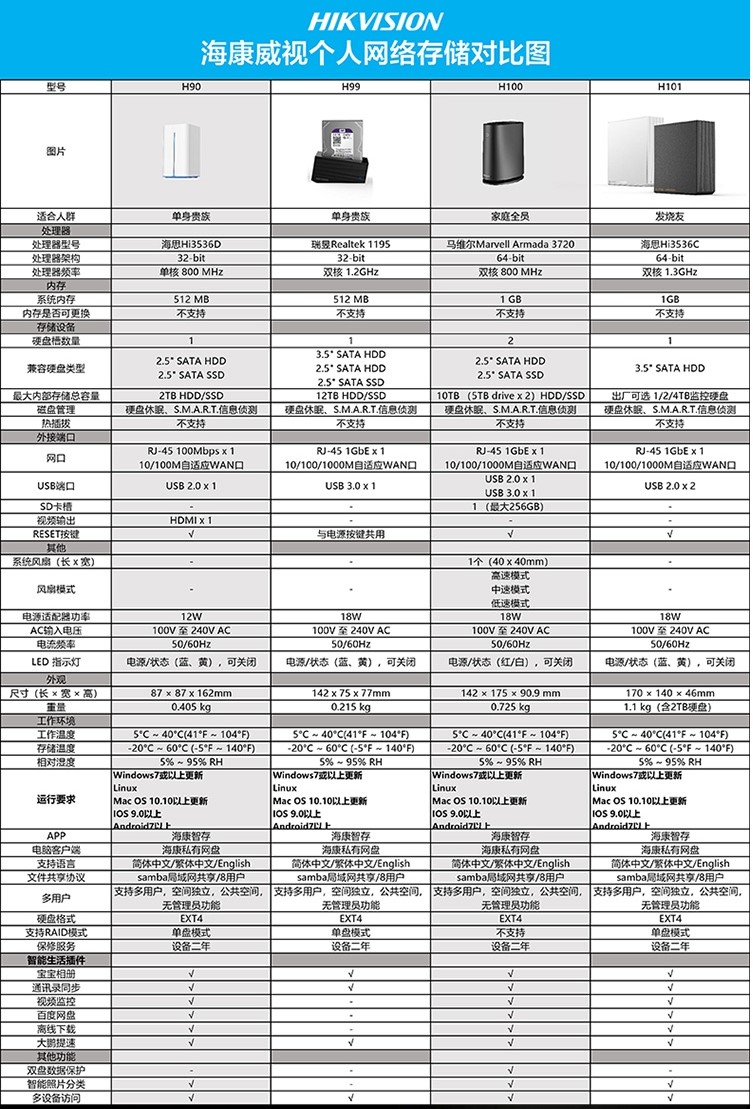 HIKVISION
海康威视个人网络存储对比图
型号 H90 H99 H100 H101
图片
适合人群 单身贵族 单身贵族 家庭全员 发烧友
处理器
处理器型号 海思Hi3536D 瑞昱Realtek 1195 马维尔Marvell Armada 3720 海思Hi3536C
处理器架构 32-bit 32-bit 64-bit 64-bit
处理器频率 单核 800 MHz 双核 1.2GHz 双核 800 MHz 双核 1.3GHz
内存
系统内存 512 MB 512 MB 1 GB 1GB
内存是否可更换 不支持 不支持 不支持 不支持
存储设备
硬盘槽数量 1 1 2 1
兼容硬盘类型 2.5" SATA HDD 2.5" SATA SSD 3.5" SATA HDD 2.5" SATA HDD 2.5" SATA SSD 2.5" SATA HDD 2.5" SATA SSD 3.5" SATA HDD
最大内部存储总容量 2TB HDD/SSD 12TB HDD/SSD 10TB （5TB drive x 2）HDD/SSD 出厂可选 1/2/4TB监控硬盘
磁盘管理 硬盘休眠、S.M.A.R.T.信息侦测 硬盘休眠、S.M.A.R.T.信息侦测 硬盘休眠、S.M.A.R.T.信息侦测 硬盘休眠、S.M.A.R.T.信息侦测
热插拔 不支持 不支持 不支持 不支持
外接端口
网口 RJ-45 100Mbps x 1 10/100M自适应WAN口 RJ-45 1GbE x 1 10/100/1000M自适应WAN口 RJ-45 1GbE x 1 10/100/1000M自适应WAN口 RJ-45 1GbE x 1 10/100/1000M自适应WAN口
USB端口 USB 2.0 x 1 USB 3.0 x 1 USB 2.0 x 1 USB 3.0 x 1 USB 2.0 x 2
SD卡槽 - - 1 （最大256GB） -
视频输出 HDMI x 1 - - -
RESET按键 √ 与电源按键共用 √ √
其他
系统风扇（长 x 宽） - - 1个（40 x 40mm） -
风扇模式 - - 高速模式 中速模式 低速模式 -
电源适配器功率 12W 18W 18W 18W
AC输入电压 100V 至 240V AC 100V 至 240V AC 100V 至 240V AC 100V 至 240V AC
电流频率 50/60Hz 50/60Hz 50/60Hz 50/60Hz
LED 指示灯 电源/状态（蓝、黄），可关闭 电源/状态（蓝、黄），可关闭 电源/状态（红/白），可关闭 电源/状态（蓝、黄），可关闭
外观
尺寸（长 × 宽 × 高） 87 × 87 x 162mm 142 x 75 x 77mm 142 × 175 × 90.9 mm 170 × 140 × 46mm
重量 0.405 kg 0.215 kg 0.725 kg 1.1 kg（含2TB硬盘）
工作环境
工作温度 5°C ~ 40°C(41°F ~ 104°F) 5°C ~ 40°C(41°F ~ 104°F) 5°C ~ 40°C(41°F ~ 104°F) 5°C ~ 40°C(41°F ~ 104°F)
存储温度 -20°C ~ 60°C (-5°F ~ 140°F) -20°C ~ 60°C (-5°F ~ 140°F) -20°C ~ 60°C (-5°F ~ 140°F) -20°C ~ 60°C (-5°F ~ 140°F)
相对湿度 5% ~ 95% RH 5% ~ 95% RH 5% ~ 95% RH 5% ~ 95% RH
Windows7或以上更新 Windows7或以上更新 Windows7或以上更新 Windows7或以上更新
Linux Linux Linux Linux
运行要求 Mac OS 10.10以上更新 Mac OS 10.10以上更新 Mac OS 10.10以上更新 Mac OS 10.10以上更新
IOS 9.0以上 IOS 9.0以上 IOS 9.0以上 IOS 9.0以上
Android7以上 Android7以上 Android7以上 Android7以上
APP 海康智存 海康智存 海康智存 海康智存
电脑客户端 海康私有网盘 海康私有网盘 海康私有网盘 海康私有网盘
支持语言 简体中文/繁体中文/English 简体中文/繁体中文/English 简体中文/繁体中文/English 简体中文/繁体中文/English
文件共享协议 samba局域网共享/8用户 samba局域网共享/8用户 samba局域网共享/8用户 samba局域网共享/8用户
多用户 支持多用户，空间独立，公共空间，无管理员功能 支持多用户，空间独立，公共空间，无管理员功能 支持多用户，空间独立，公共空间，无管理员功能 支持多用户，空间独立，公共空间，无管理员功能
硬盘格式 EXT4 EXT4 EXT4 EXT4
支持RAID模式 单盘模式 单盘模式 不支持 单盘模式
保修服务 设备二年 设备二年 设备二年 设备二年
智能生活插件
宝宝相册 √ √ √ √
通讯录同步 √ √ √ √
视频监控 √ - √ √
百度网盘 √ - √ √
离线下载 √ - √ √
大鹏提速 √ √ √ √
其他功能
双盘数据保护 - - √ -
智能照片分类 √ - √ √
多设备访问 √ √ √ √